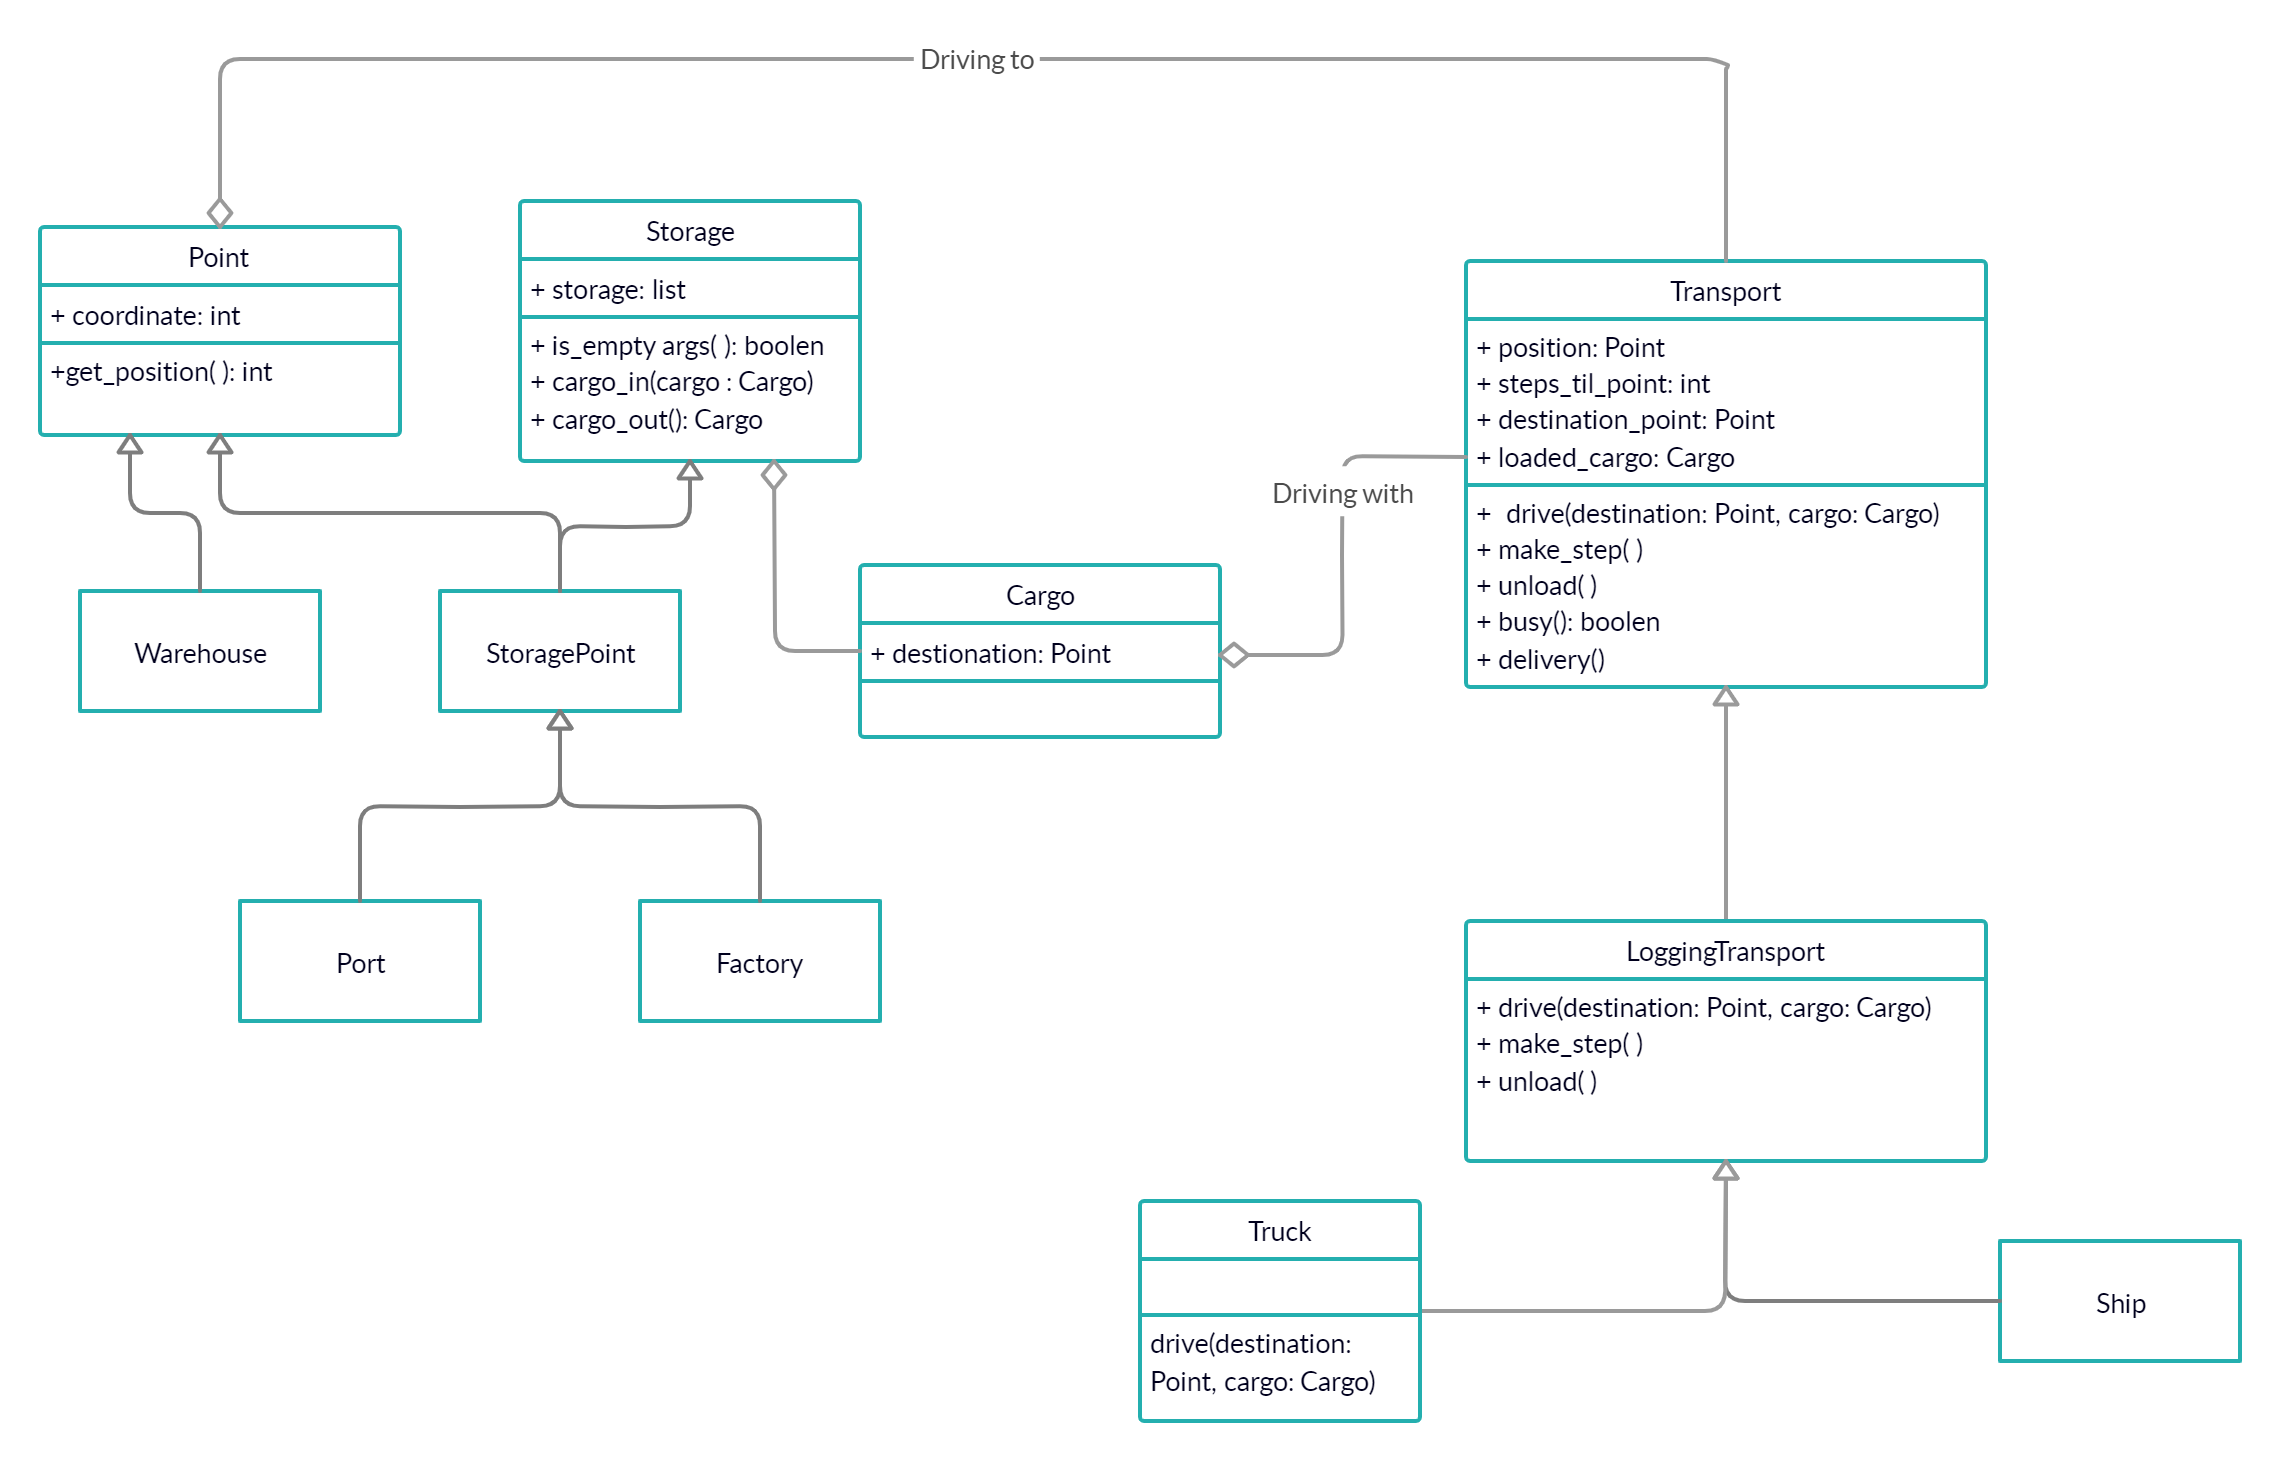 Driving to
Point
+ coordinate: int
+get_position( ): int
Storage
+ storage: list
+ is_empty args( ): boolen
+ cargo_in(cargo : Cargo)
+ cargo_out(): Cargo
Transport
+ position: Point
+ steps_til_point: int
+ destination_point: Point
+ loaded_cargo: Cargo
+  drive(destination: Point, cargo: Cargo)
+ make_step( )
+ unload( )
+ busy(): boolen
+ delivery()
Driving with
Warehouse
StoragePoint
Cargo
+ destionation: Point
Port
Factory
LoggingTransport
+ drive(destination: Point, cargo: Cargo)
+ make_step( )
+ unload( )
Truck
drive(destination:
Point, cargo: Cargo)
Ship